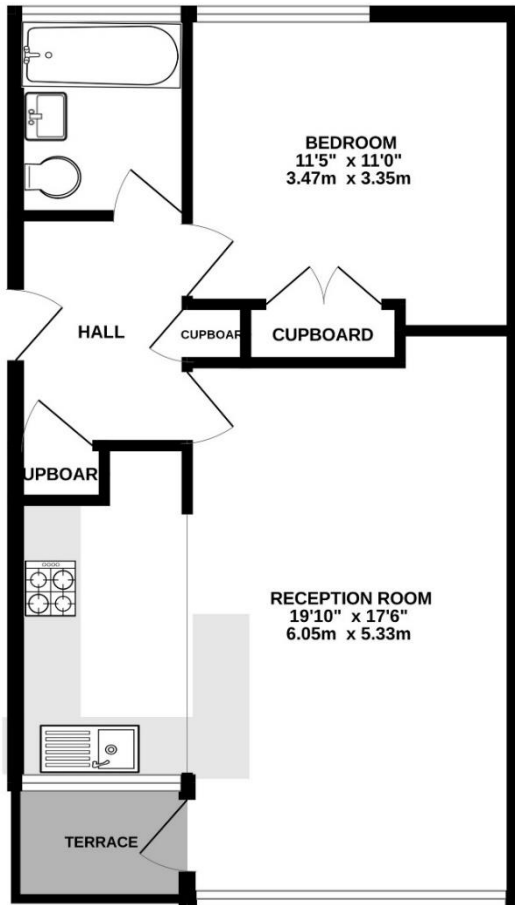 BEDROOM
11'5" x 11'0"
3.47m x 3.35m
HALL
CUPBOAR
CUPBOARD
UPBOAR
RECEPTION ROOM
19'10" x 17'6"
6.05m x 5.33m
TERRACE